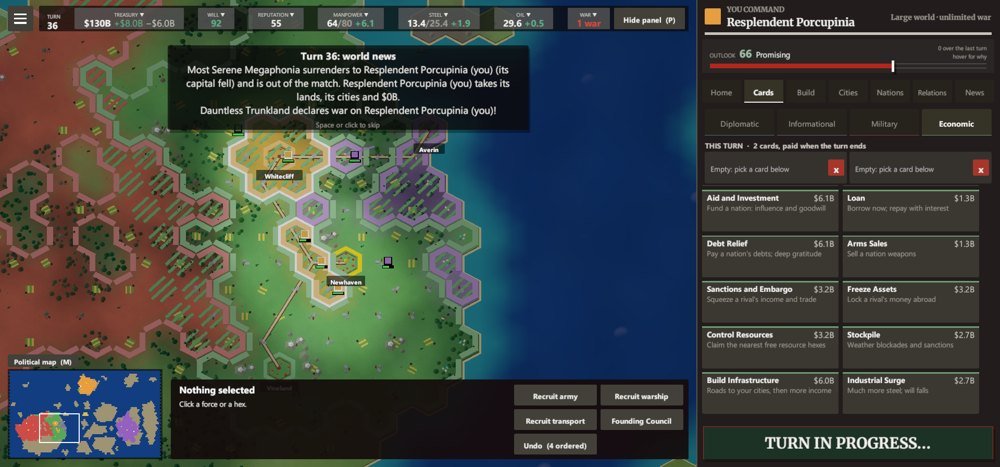 TURN
36
TREASURY ▼
$130B +$8.0B −$6.0B
WILL ▼
92
REPUTATION ▼
55
MANPOWER ▼
64/80 +6.1
STEEL ▼
13.4/25.4 +1.9
OIL ▼
29.6 +0.5
WAR ▼
1 war
Hide panel (P)
Turn 36: world news
Most Serene Megaphonia surrenders to Resplendent Porcupinia (you) (its
capital fell) and is out of the match. Resplendent Porcupinia (you) takes its
lands, its cities and $0B.
Dauntless Trunkland declares war on Resplendent Porcupinia (you)!
Space or click to skip
Averin
Whitecliff
Newhaven
Political map (M)
Nothing selected
Click a force or a hex.
Recruit army
Recruit warship
Recruit transport
Founding Council
Undo (4 ordered)
YOU COMMAND
Resplendent Porcupinia
Large world · unlimited war
OUTLOOK 66 Promising
0 over the last turn
hover for why
Home
Cards
Build
Cities
Nations
Relations
News
Diplomatic
Informational
Military
Economic
THIS TURN · 2 cards, paid when the turn ends
Empty: pick a card below
x
Empty: pick a card below
x
Aid and Investment $6.1B
Fund a nation: influence and goodwill
Loan $1.3B
Borrow now; repay with interest
Debt Relief $6.1B
Pay a nation's debts; deep gratitude
Arms Sales $1.3B
Sell a nation weapons
Sanctions and Embargo $3.2B
Squeeze a rival's income and trade
Freeze Assets $3.2B
Lock a rival's money abroad
Control Resources $3.2B
Claim the nearest free resource hexes
Stockpile $2.7B
Weather blockades and sanctions
Build Infrastructure $6.0B
Roads to your cities, then more income
Industrial Surge $2.7B
Much more steel; will falls
TURN IN PROGRESS...